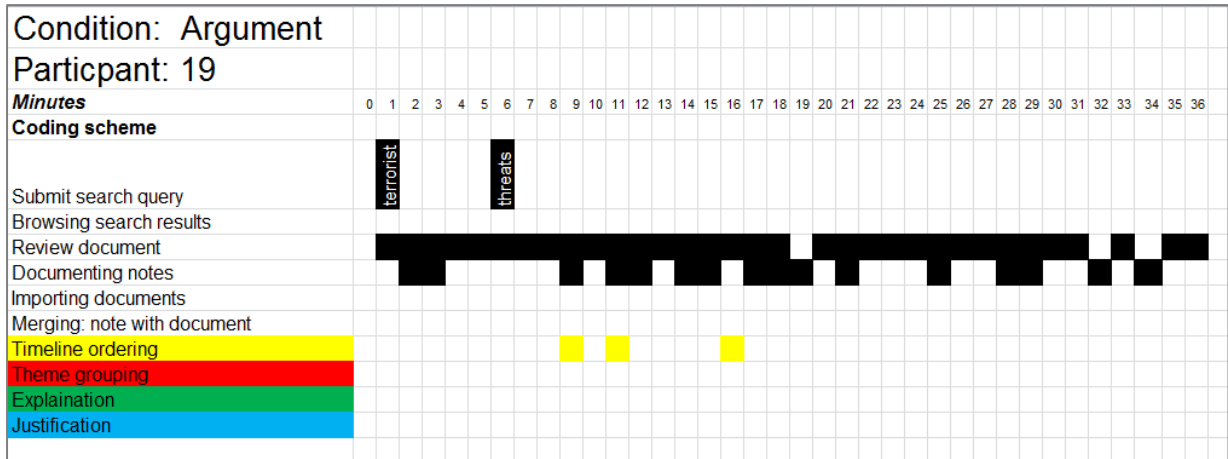 Condition: Argument
Particpant: 19
Minutes 0 1 2 3 4 5 6 7 8 9 10 11 12 13 14 15 16 17 18 19 20 21 22 23 24 25 26 27 28 29 30 31 32 33 34 35 36
Coding scheme
Submit search query terrorist threats
Browsing search results
Review document
Documenting notes
Importing documents
Merging: note with document
Timeline ordering
Theme grouping
Explaination
Justification